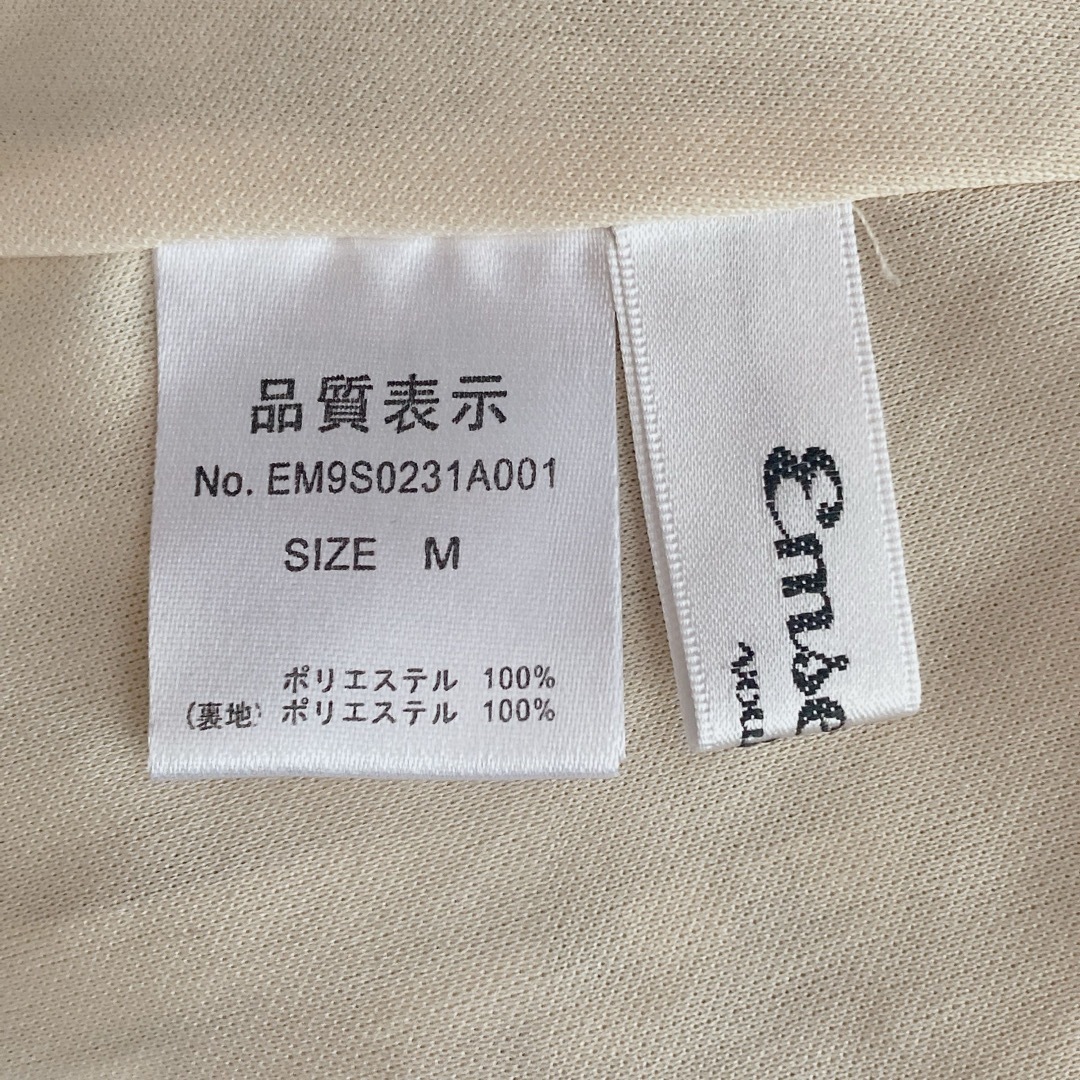 品質表示
No. EM9S0231A001
SIZE M
ポリエステル 100%
(裏地) ポリエステル 100%